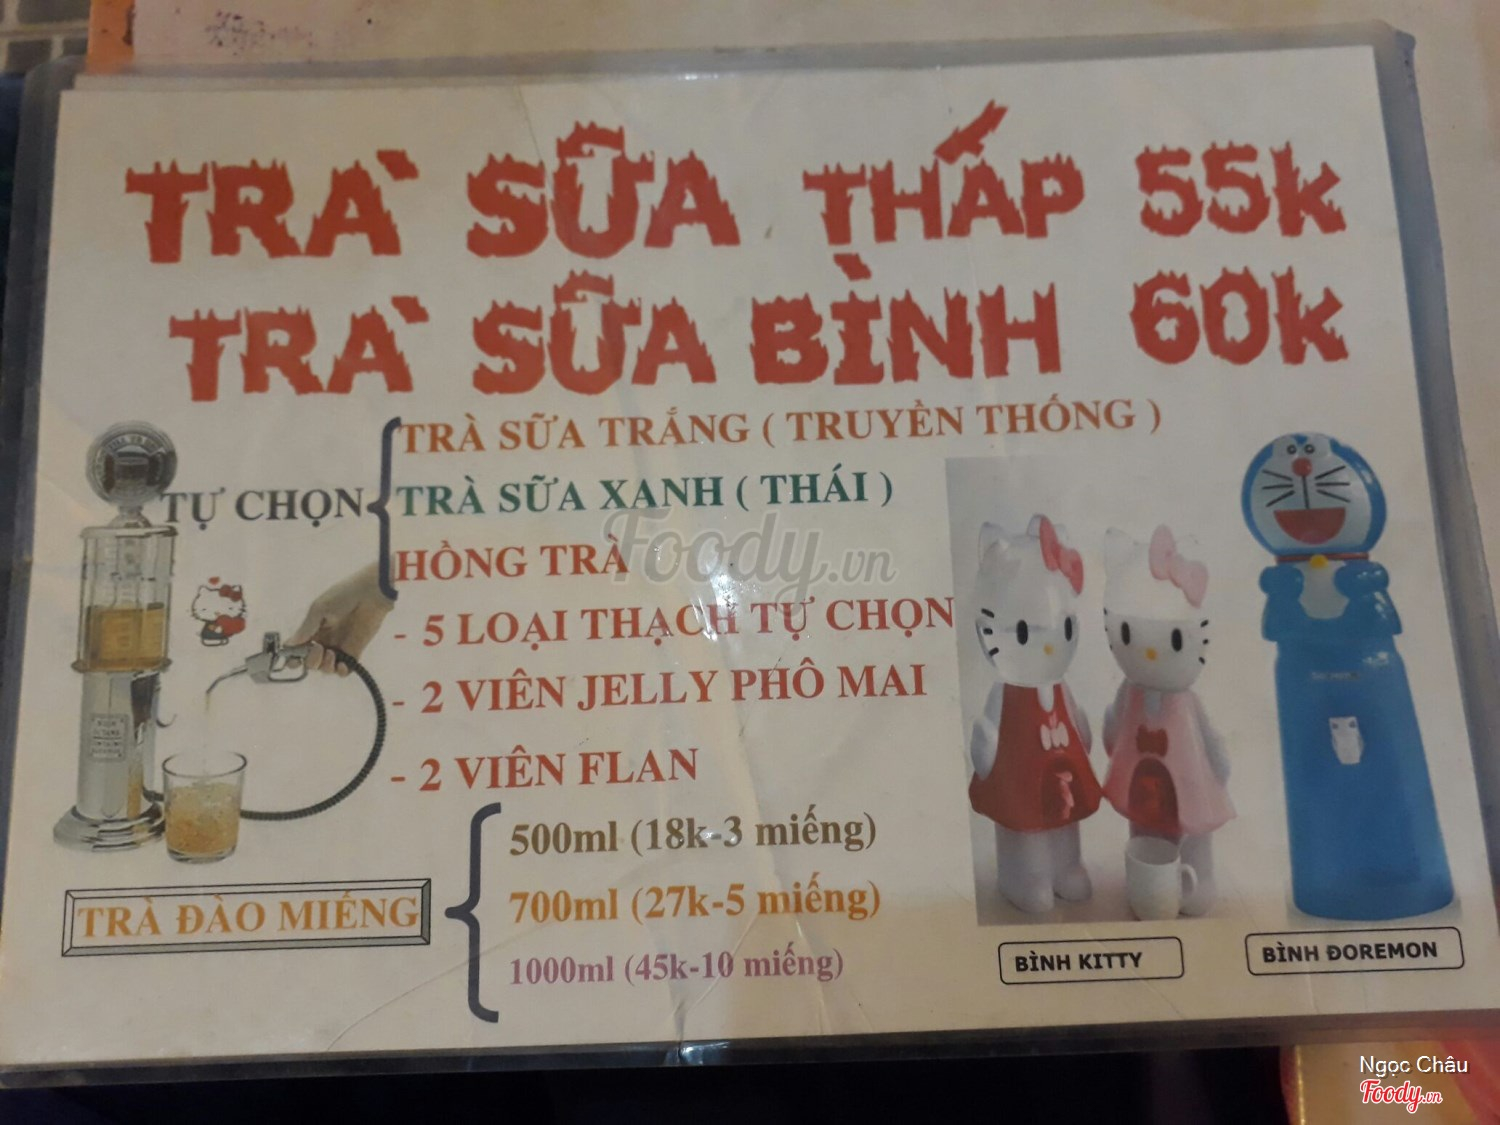 TRÀ SỮA THÁP 55k
TRÀ SỮA BÌNH 60k
TRÀ SỮA TRẮNG ( TRUYỀN THỐNG )
TỰ CHỌN
TRÀ SỮA XANH ( THÁI )
HỒNG TRÀ
- 5 LOẠI THẠCH TỰ CHỌN
- 2 VIÊN JELLY PHÔ MAI
- 2 VIÊN FLAN
500ml (18k-3 miếng)
TRÀ ĐÀO MIẾNG
700ml (27k-5 miếng)
1000ml (45k-10 miếng)
BÌNH KITTY
BÌNH ĐOREMON
Foody.vn
Ngọc Châu
Foody.vn